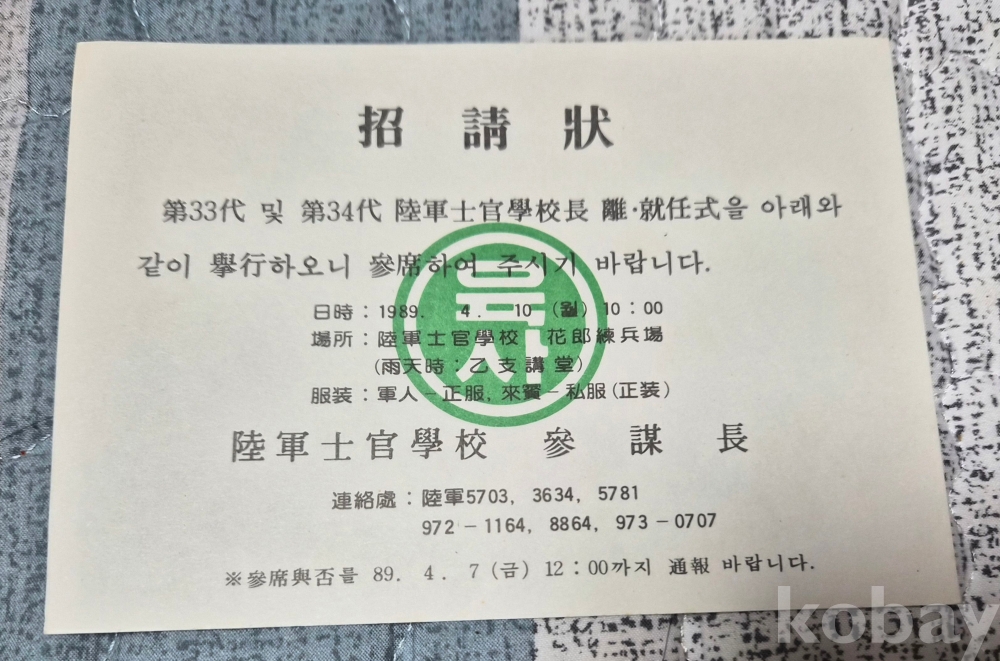 招請狀
第33代 및 第34代 陸軍士官學校長 離·就任式을 아래와
같이 擧行하오니 參席하여 주시기 바랍니다.
日時 : 1989. 4. 10 (월) 10 : 00
場所 : 陸軍士官學校 花郎練兵場
(雨天時 : 乙支講堂)
服裝 : 軍人-正服, 來賓-私服(正装)
陸軍士官學校 參謀長
連絡處 : 陸軍5703, 3634, 5781
972-1164, 8864, 973-0707
※參席與否를 89. 4. 7(금) 12:00까지 通報 바랍니다.
kobay